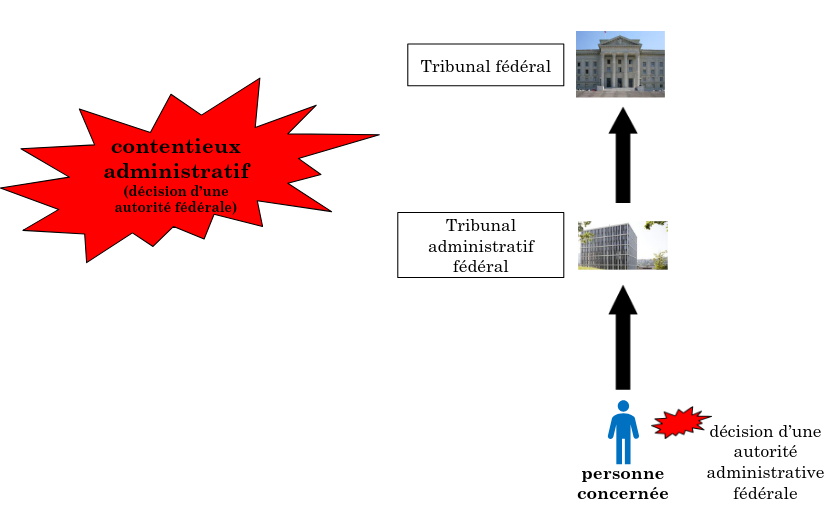 Tribunal fédéral
contentieux
administratif
(décision d'une
autorité fédérale)
Tribunal
administratif
fédéral
décision d'une
autorité
administrative
fédérale
personne
concernée